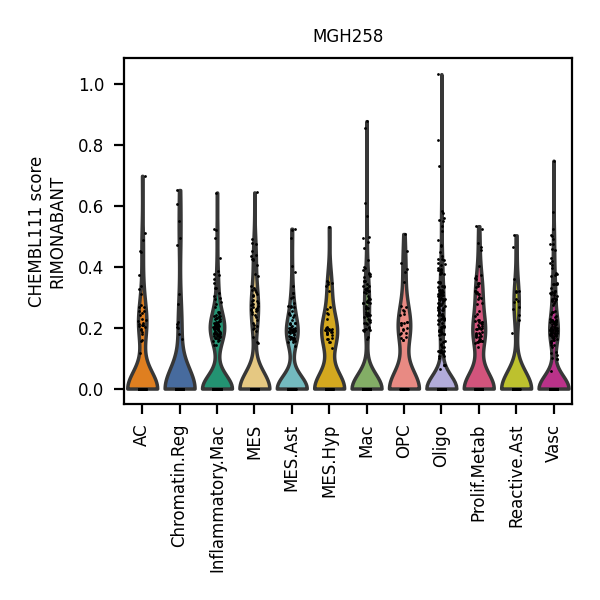 MGH258
CHEMBL111 score
RIMONABANT
1.0
0.8
0.6
0.4
0.2
0.0
AC
Chromatin.Reg
Inflammatory.Mac
MES
MES.Ast
MES.Hyp
Mac
OPC
Oligo
Prolif.Metab
Reactive.Ast
Vasc